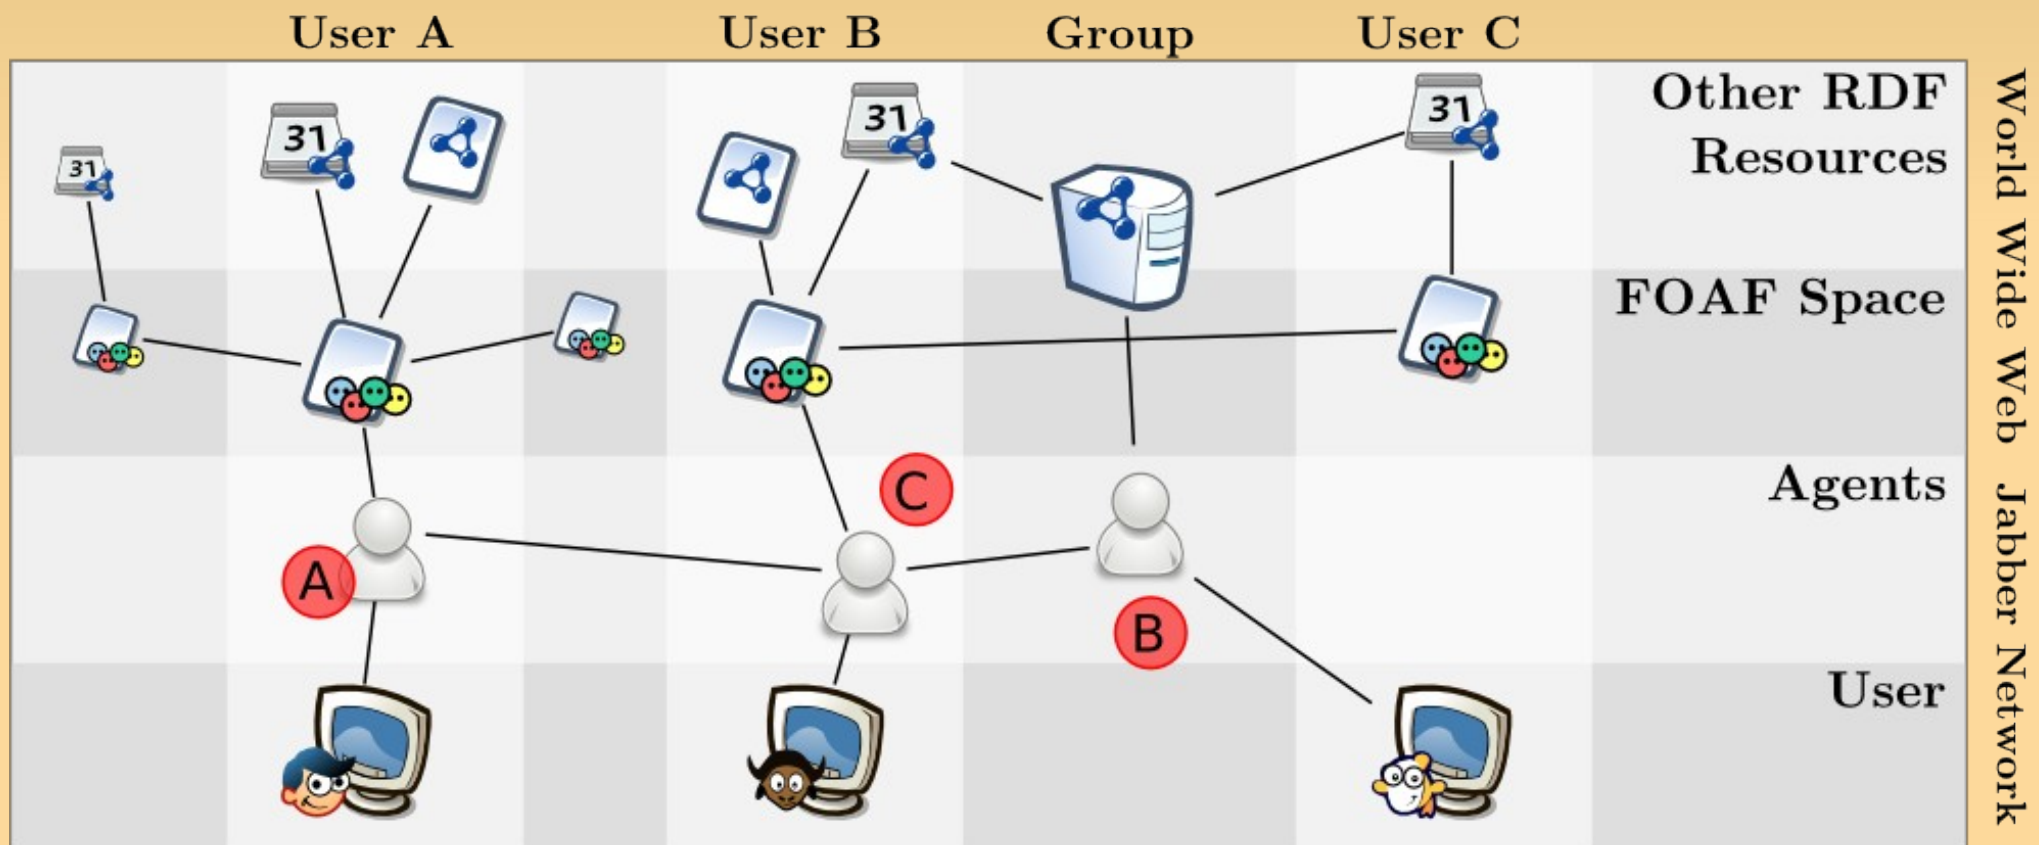 User A
User B
Group
User C
Other RDF
Resources
31
31
31
31
FOAF Space
Agents
C
A
B
User
World Wide Web
Jabber Network